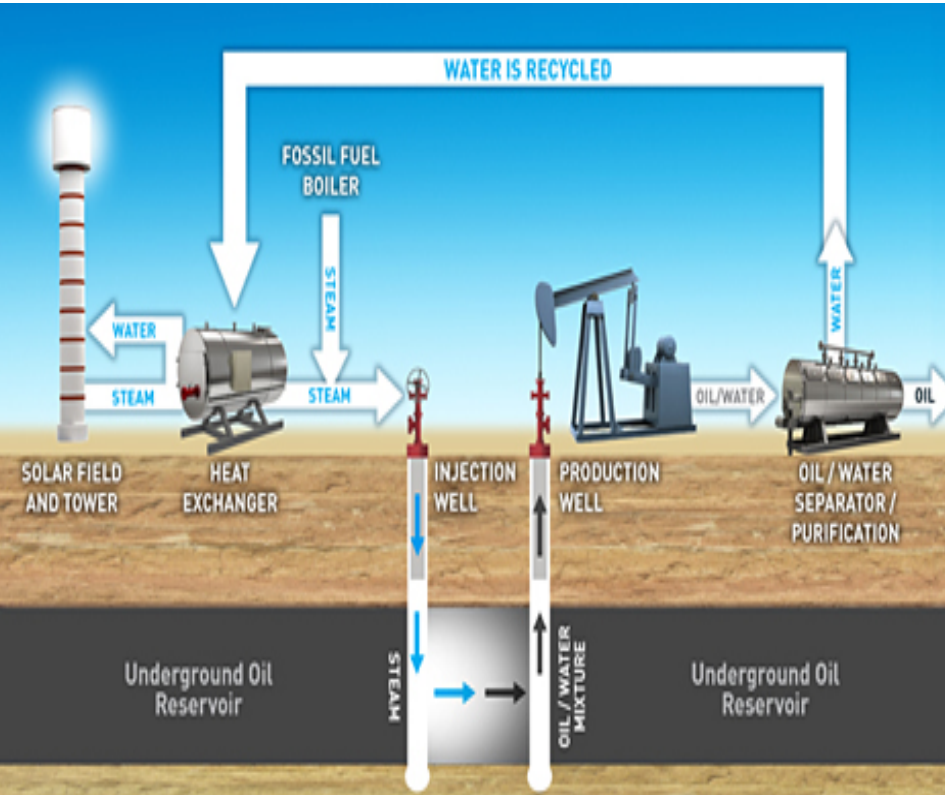 WATER IS RECYCLED
FOSSIL FUEL
BOILER
STEAM
WATER
WATER
STEAM
STEAM
OIL/WATER
OIL
SOLAR FIELD
AND TOWER
HEAT
EXCHANGER
INJECTION
WELL
PRODUCTION
WELL
OIL / WATER
SEPARATOR /
PURIFICATION
Underground Oil
Reservoir
STEAM
OIL / WATER
MIXTURE
Underground Oil
Reservoir